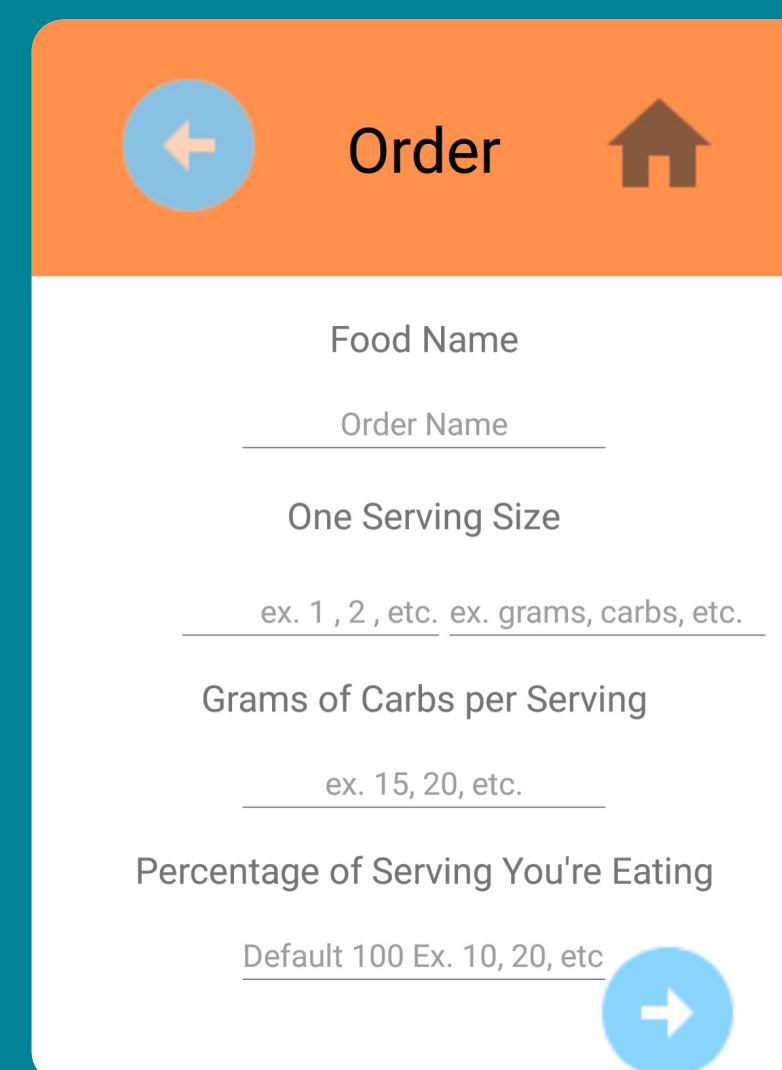 Order
Food Name
Order Name
One Serving Size
ex. 1 , 2 , etc. ex. grams, carbs, etc.
Grams of Carbs per Serving
ex. 15, 20, etc.
Percentage of Serving You're Eating
Default 100 Ex. 10, 20, etc